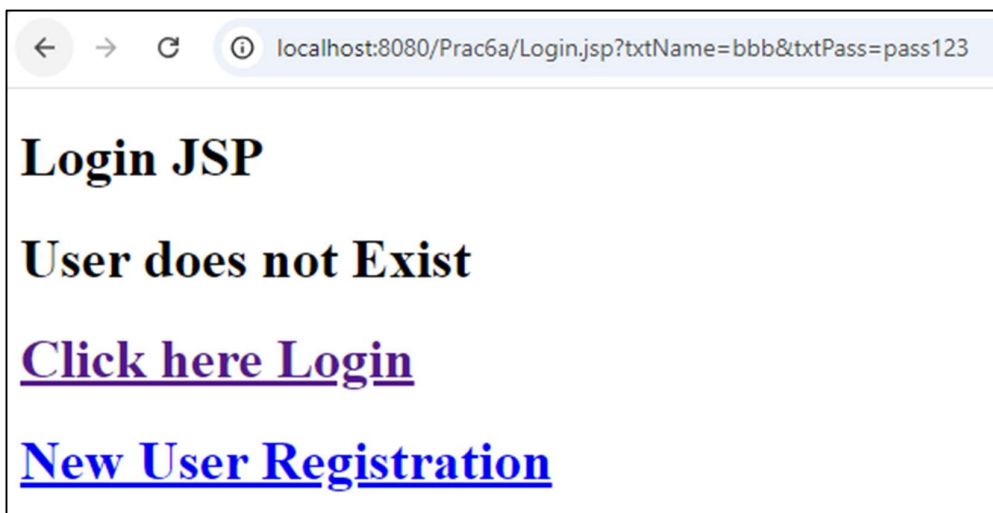 localhost:8080/Prac6a/Login.jsp?txtName=bbb&txtPass=pass123
Login JSP
User does not Exist
Click here Login
New User Registration